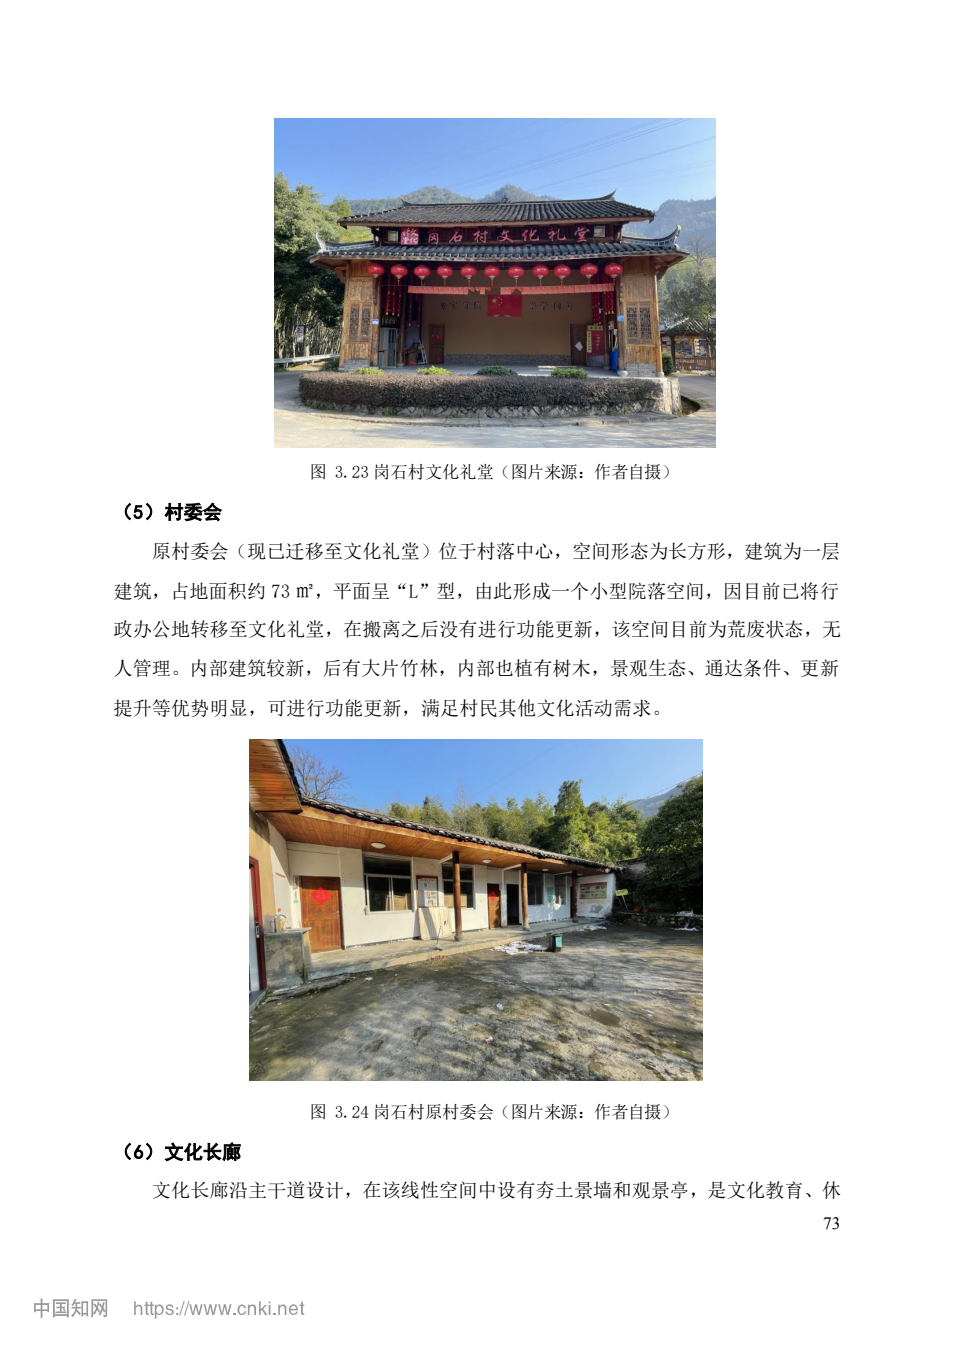 岗石村文化礼堂
图 3.23 岗石村文化礼堂（图片来源：作者自摄）
（5）村委会
原村委会（现已迁移至文化礼堂）位于村落中心，空间形态为长方形，建筑为一层
建筑，占地面积约 73 ㎡，平面呈“L”型，由此形成一个小型院落空间，因目前已将行
政办公地转移至文化礼堂，在搬离之后没有进行功能更新，该空间目前为荒废状态，无
人管理。内部建筑较新，后有大片竹林，内部也植有树木，景观生态、通达条件、更新
提升等优势明显，可进行功能更新，满足村民其他文化活动需求。
图 3.24 岗石村原村委会（图片来源：作者自摄）
（6）文化长廊
文化长廊沿主干道设计，在该线性空间中设有夯土景墙和观景亭，是文化教育、休
73
中国知网 https://www.cnki.net